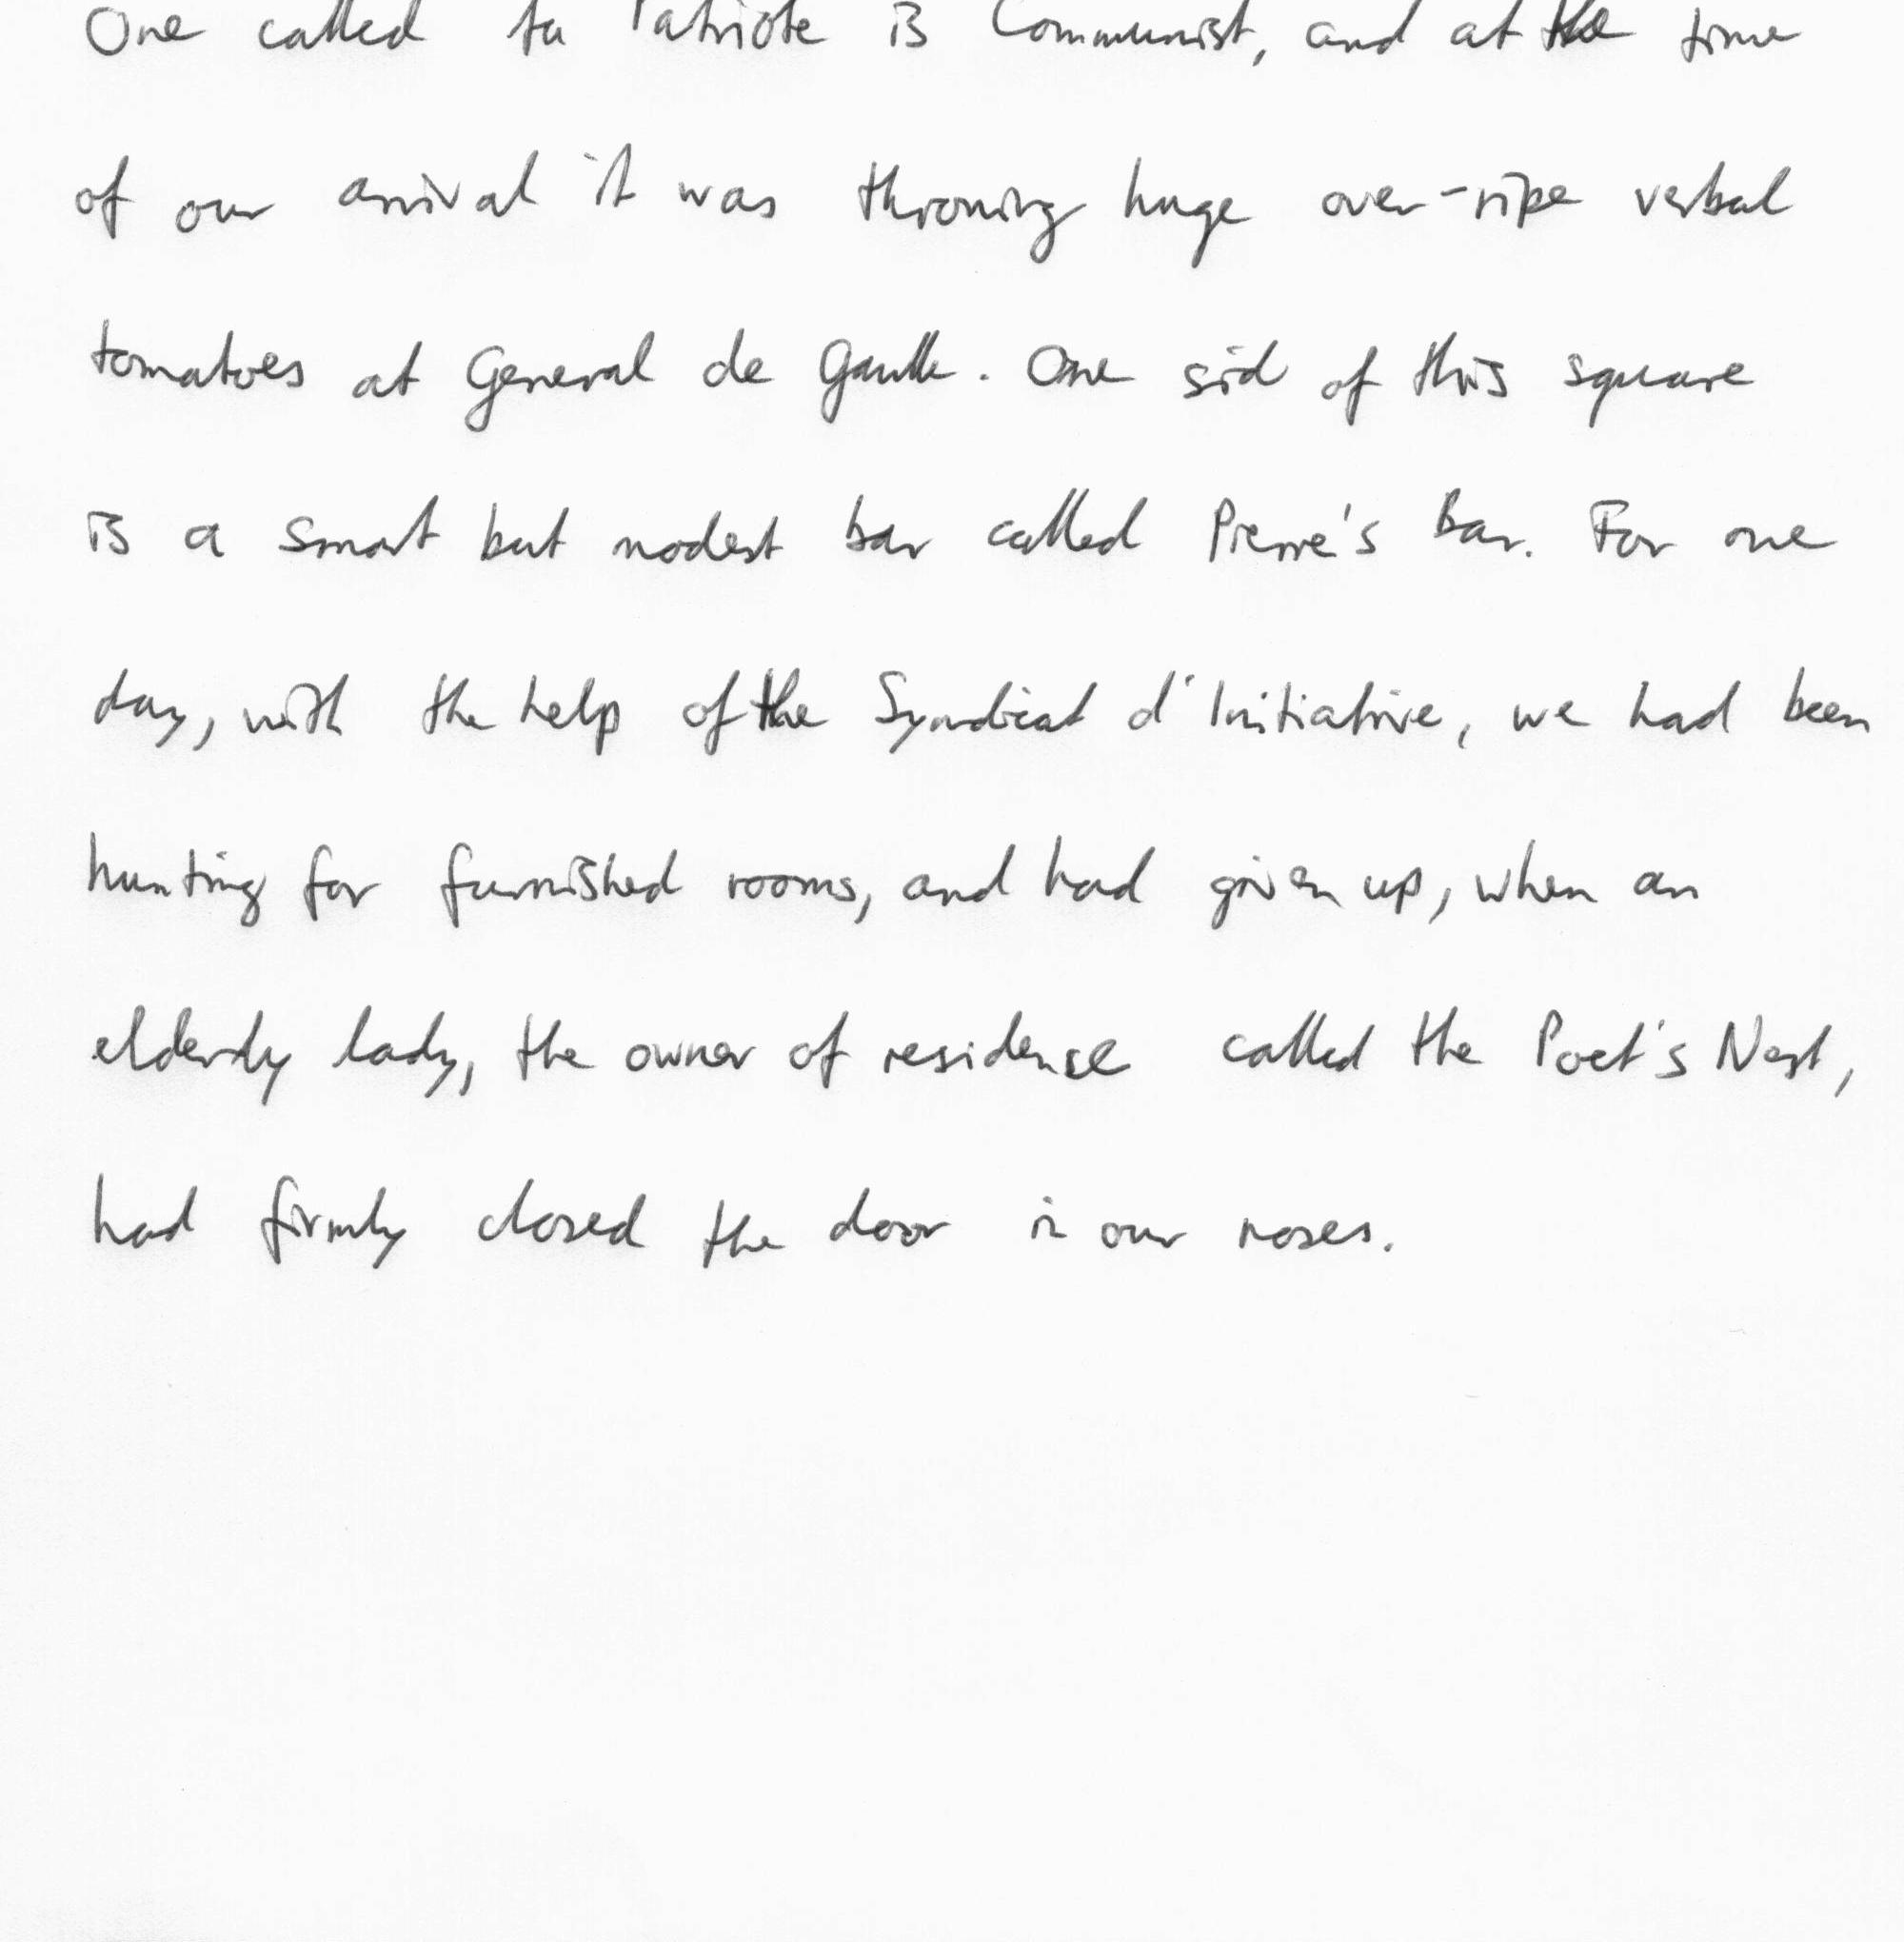 One called Patriote is Communist, and at the time
of our arrival it was throwing huge over-ripe verbal
tomatoes at General de Gaulle. One sid of this square
is a smart but modest bar called Pierre's Bar. For one
day, with the help of the Syndicat d'Initiative, we had been
hunting for furnished rooms, and had given up, when an
elderly lady, the owner of residense called the Poet's Nest,
had firmly closed the door in our noses.